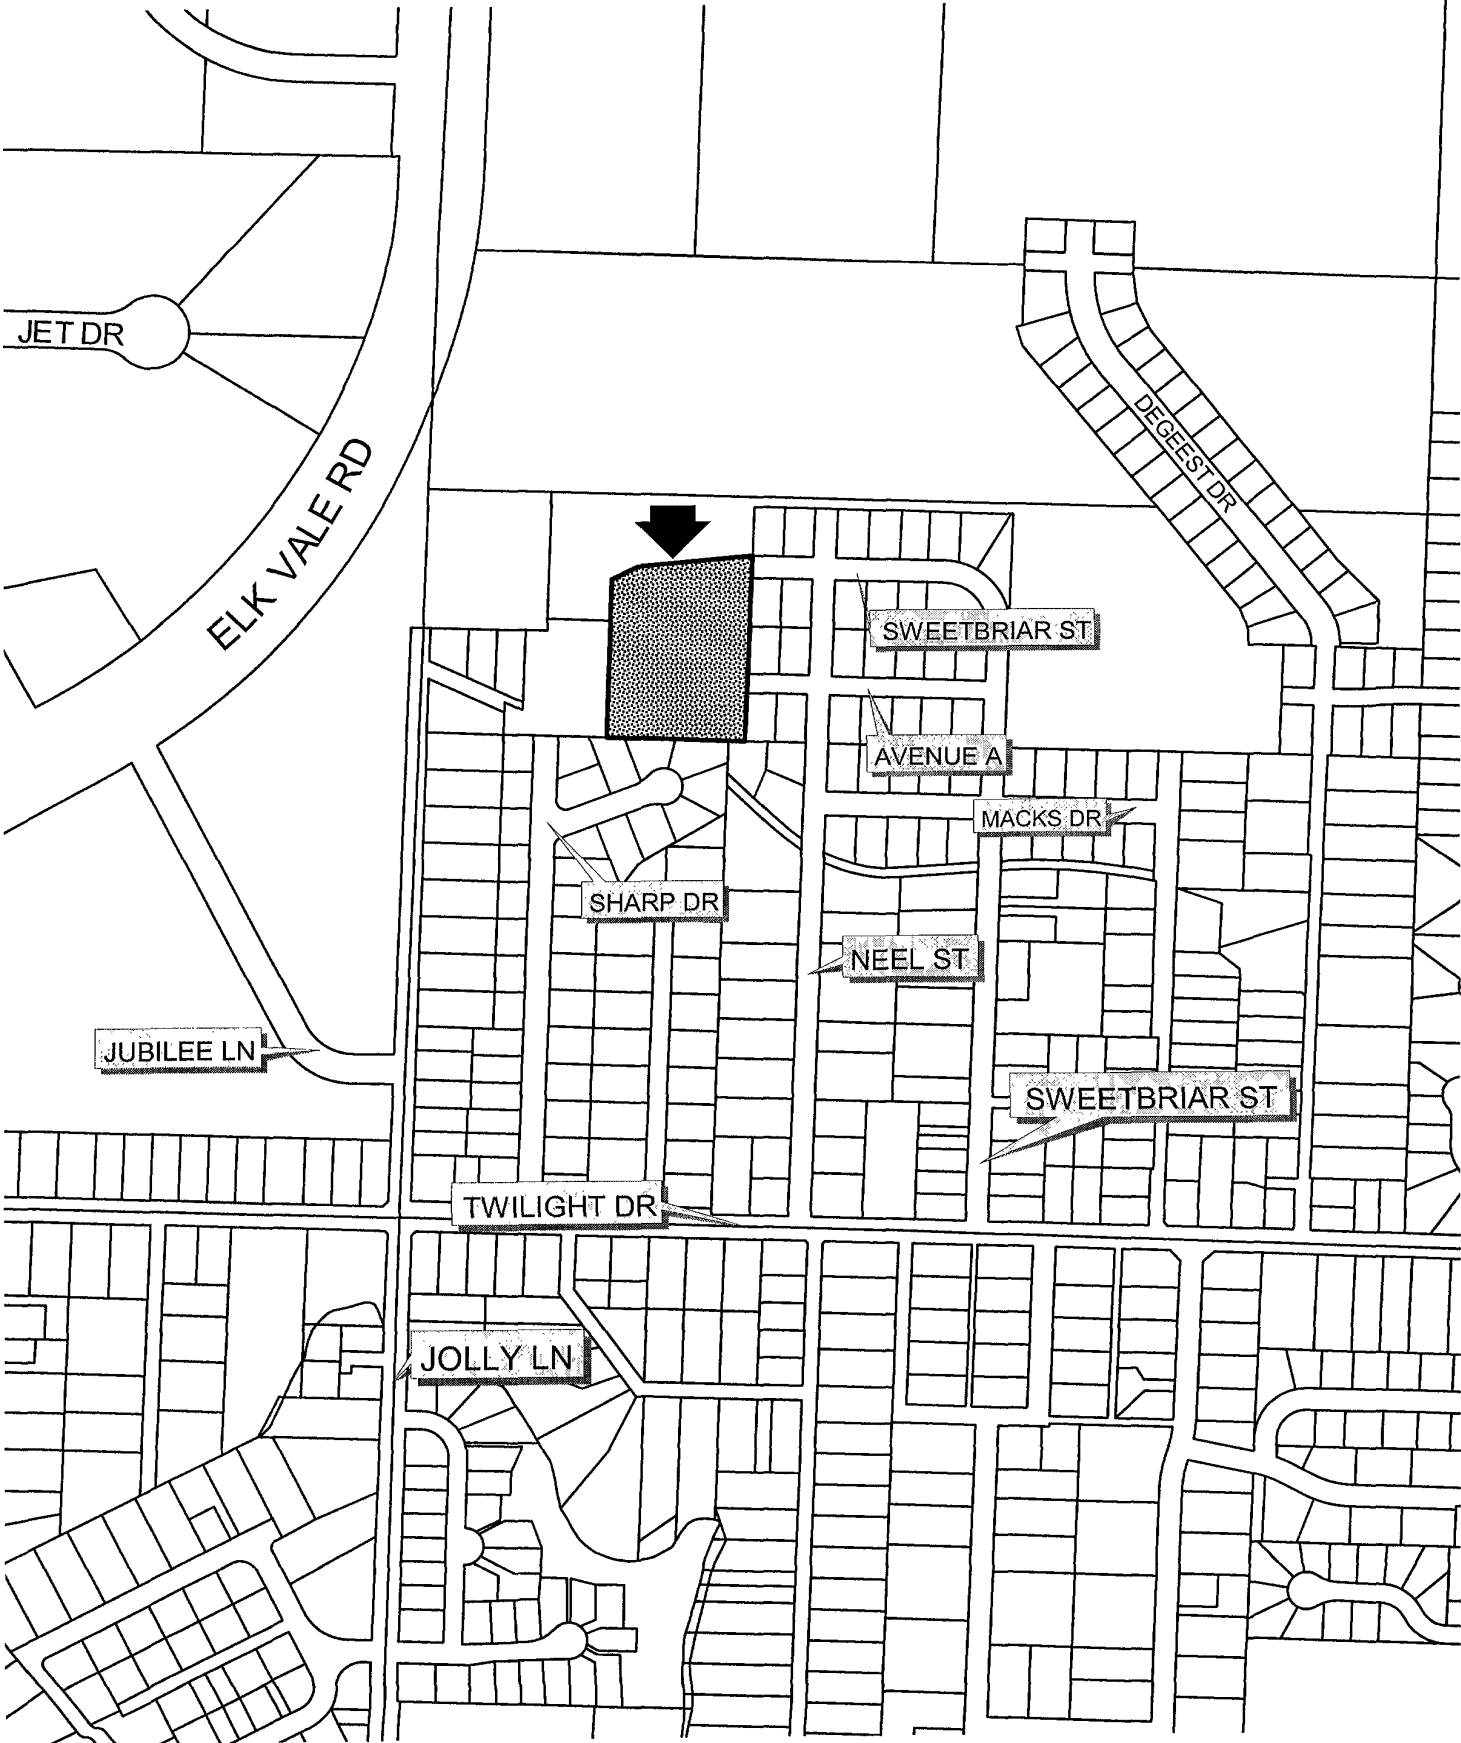 JET DR
DEGEEST DR
ELK VALE RD
SWEETBRIAR ST
AVENUE A
MACKS DR
SHARP DR
NEEL ST
JUBILEE LN
SWEETBRIAR ST
TWILIGHT DR
JOLLY LN